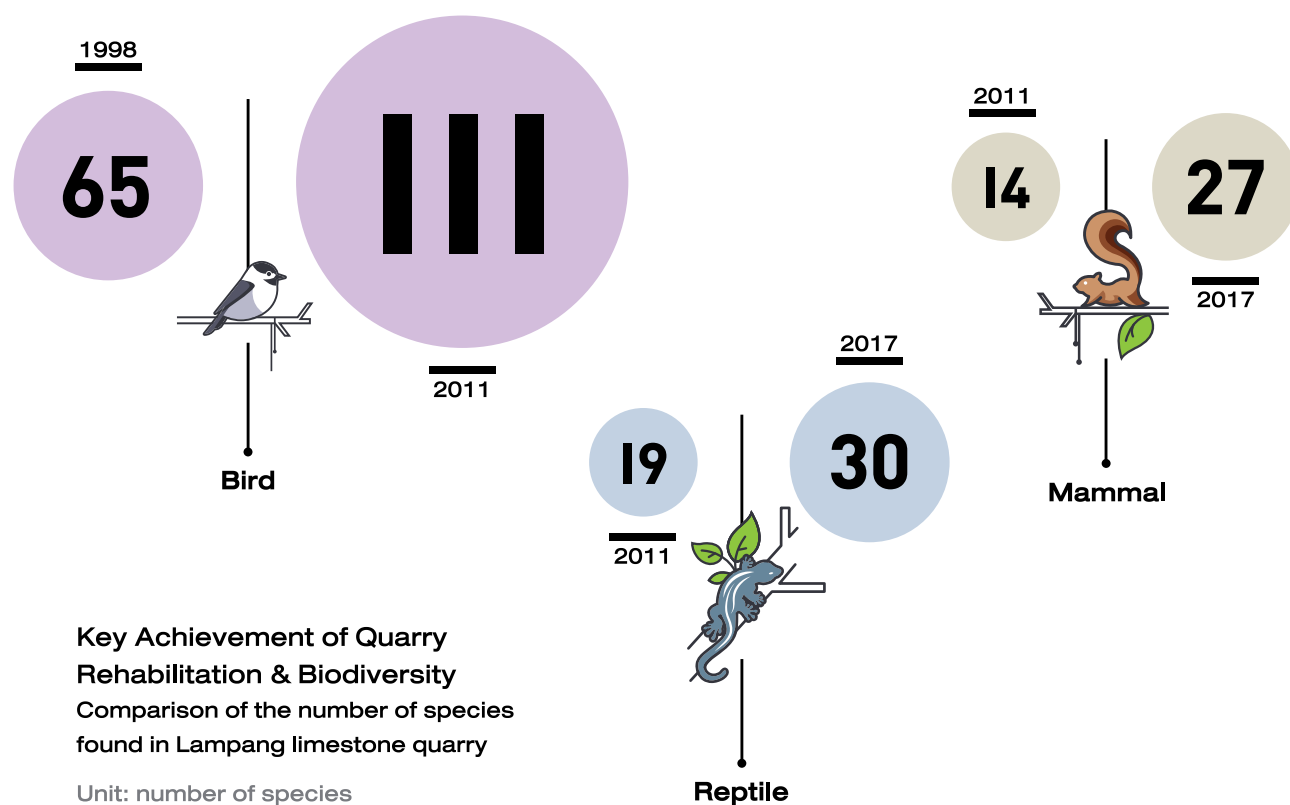 1998
65
111
2011
Bird
2011
19
2017
30
Reptile
2011
14
27
2017
Mammal
Key Achievement of Quarry
Rehabilitation & Biodiversity
Comparison of the number of species
found in Lampang limestone quarry
Unit: number of species